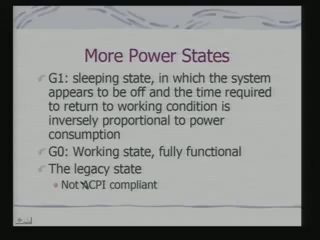 More Power States
G1: sleeping state, in which the system
appears to be off and the time required
to return to working condition is
inversely proportional to power
consumption
G0: Working state, fully functional
The legacy state
Not ACPI compliant